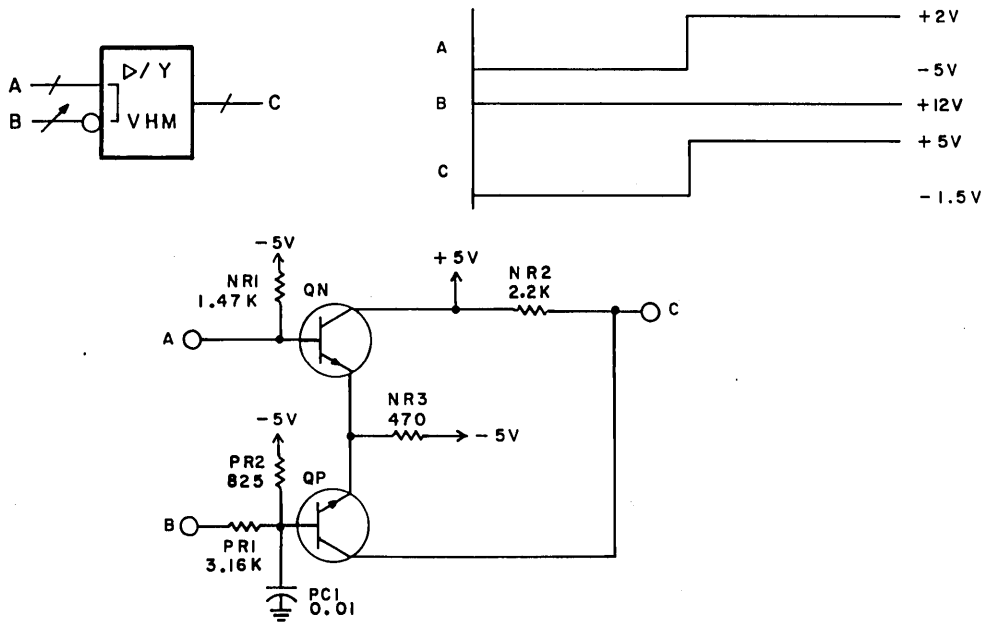 A
B
▷/Y
VHM
C
A
B
C
+2V
-5V
+12V
+5V
-1.5V
-5V
NR1
1.47K
QN
+5V
NR2
2.2K
C
A
NR3
470
-5V
-5V
PR2
825
QP
B
PR1
3.16K
PC1
0.01